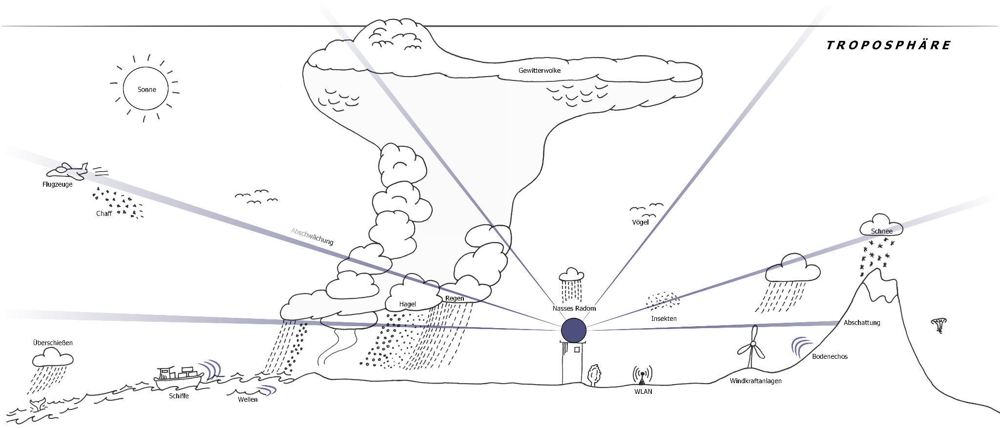 TROPOSPHÄRE
Gewitterwolke
Sonne
Flugzeuge
Chaff
Abschwächung
Vögel
Schnee
Regen
Hagel
Nasses Radom
Insekten
Abschattung
Überschießen
Bodenechos
Windkraftanlagen
WLAN
Schiffe
Wellen